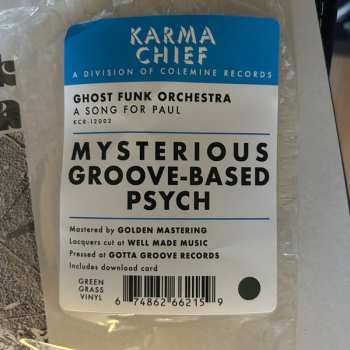 KARMA
CHIEF
A DIVISION OF COLEMINE RECORDS
GHOST FUNK ORCHESTRA
A SONG FOR PAUL
KCR-12002
MYSTERIOUS
GROOVE-BASED
PSYCH
Mastered by GOLDEN MASTERING
Lacquers cut at WELL MADE MUSIC
Pressed at GOTTA GROOVE RECORDS
Includes download card
GREEN
GRASS
VINYL
6 74862 66215 9